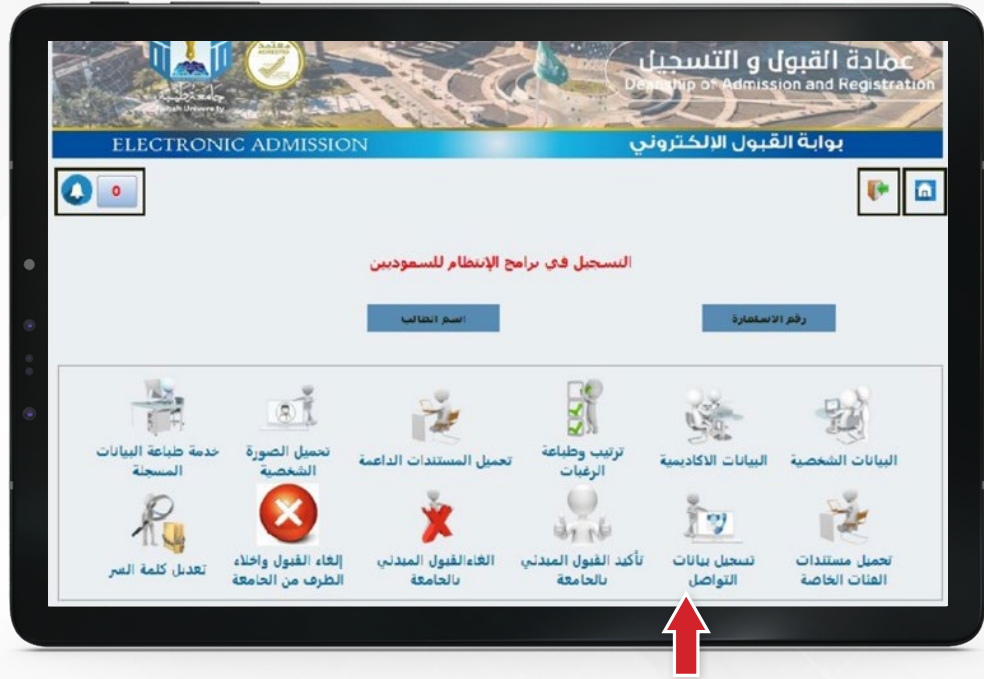 معتمد
عمادة القبول و التسجيل
Deanship of Admission and Registration
بوابة القبول الإلكتروني
ELECTRONIC ADMISSION
0
التسجيل في برامج الإنتظام للسعوديين
رقم الاستمارة
اسم الطالب
البيانات الشخصية
البيانات الاكاديمية
ترتيب وطباعة
الرغبات
تحميل المستندات الداعمة
تحميل الصورة
الشخصية
خدمة طباعة البيانات
المسجلة
تحميل مستندات
الفئات الخاصة
تسجيل بيانات
التواصل
تأكيد القبول المبدئي
بالجامعة
الغاءالقبول المبدئي
بالجامعة
إلغاء القبول واخلاء
الطرف من الجامعة
تعديل كلمة السر